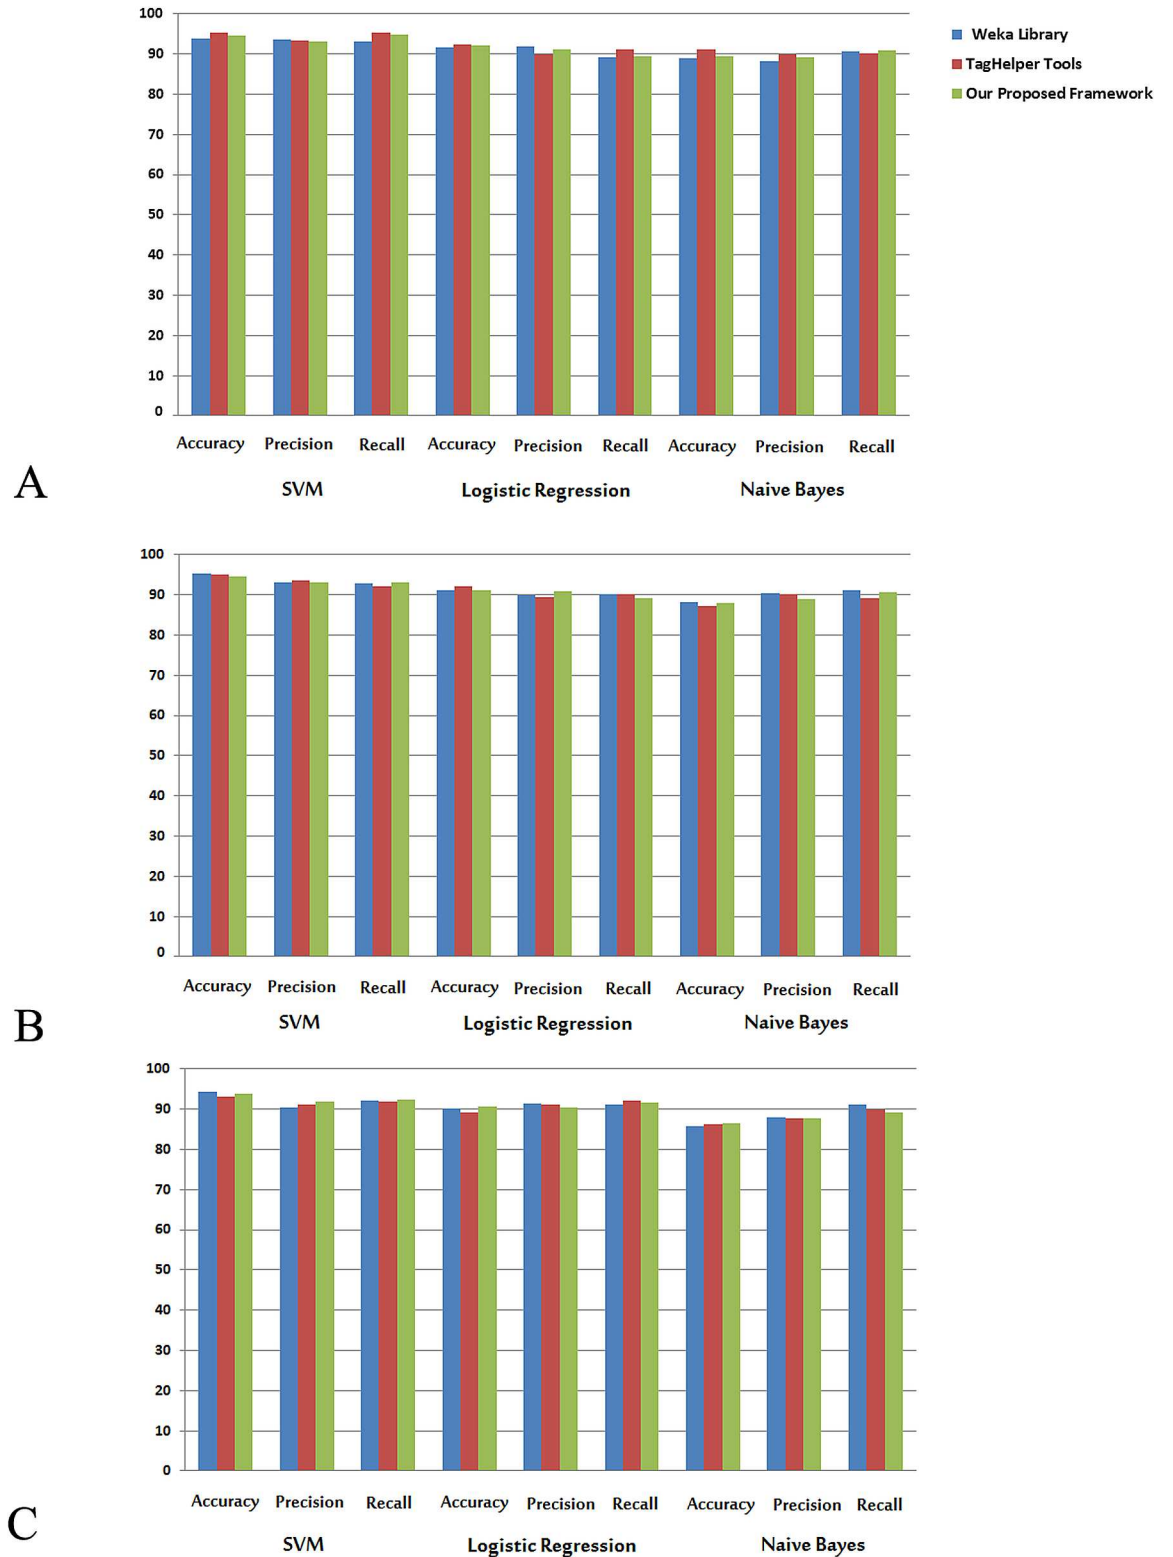 100
90
80
70
60
50
40
30
20
10
0
Weka Library
TagHelper Tools
Our Proposed Framework
Accuracy Precision Recall Accuracy Precision Recall Accuracy Precision Recall
SVM Logistic Regression Naive Bayes
A
100
90
80
70
60
50
40
30
20
10
0
Accuracy Precision Recall Accuracy Precision Recall Accuracy Precision Recall
SVM Logistic Regression Naive Bayes
B
100
90
80
70
60
50
40
30
20
10
0
Accuracy Precision Recall Accuracy Precision Recall Accuracy Precision Recall
SVM Logistic Regression Naive Bayes
C